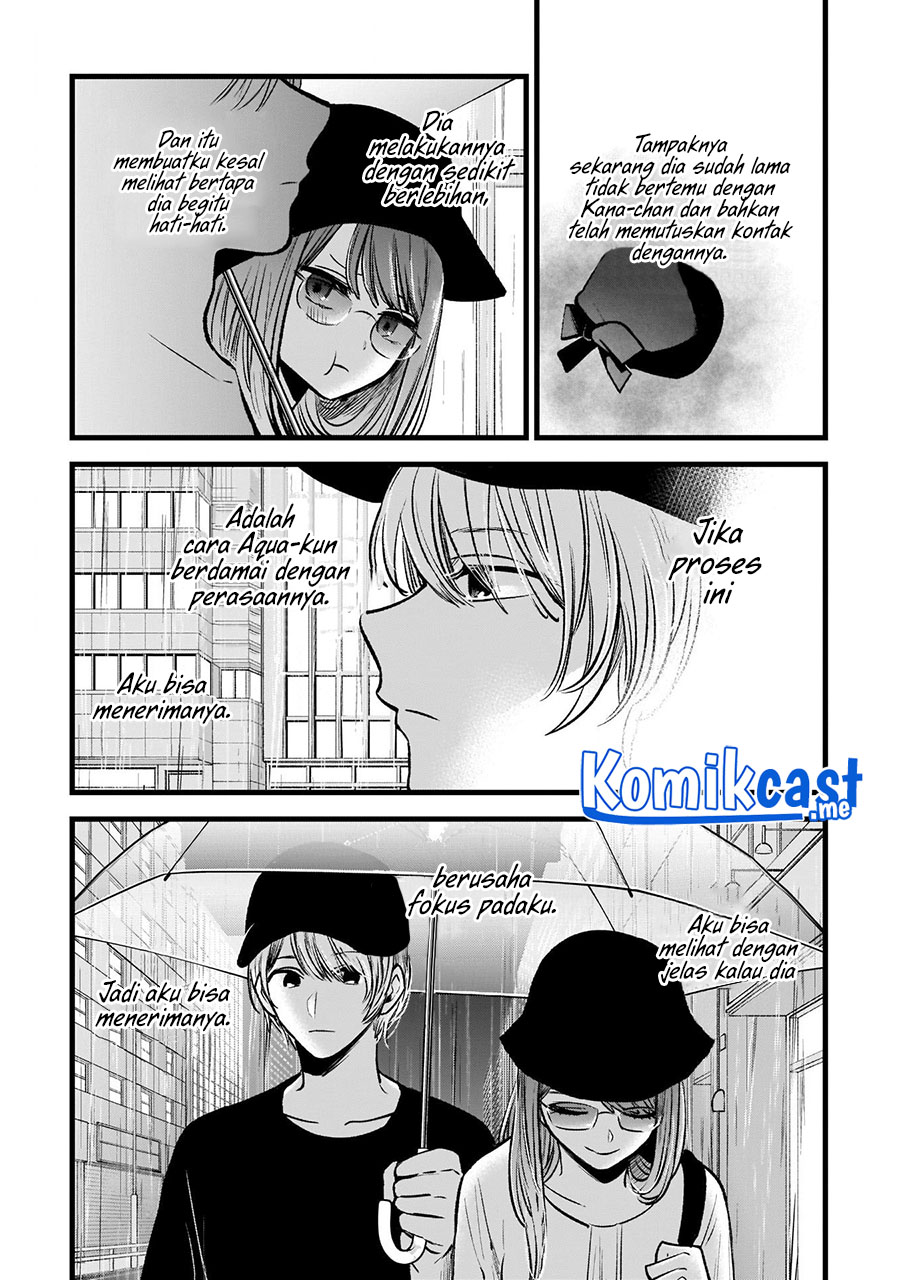 Tampaknya
sekarang dia sudah lama
tidak bertemu dengan
Kana-chan dan bahkan
telah memutuskan kontak
dengannya.
Dia
melakukannya
dengan sedikit
berlebihan,
Dan itu
membuatku kesal
melihat bertapa
dia begitu
hati-hati.
Jika
proses
ini
Adalah
cara Aqua-kun
berdamai dengan
perasaannya.
Aku bisa
menerimanya.
Komikcast
.me
Aku bisa
melihat dengan
jelas kalau dia
berusaha
fokus padaku.
Jadi aku bisa
menerimanya.